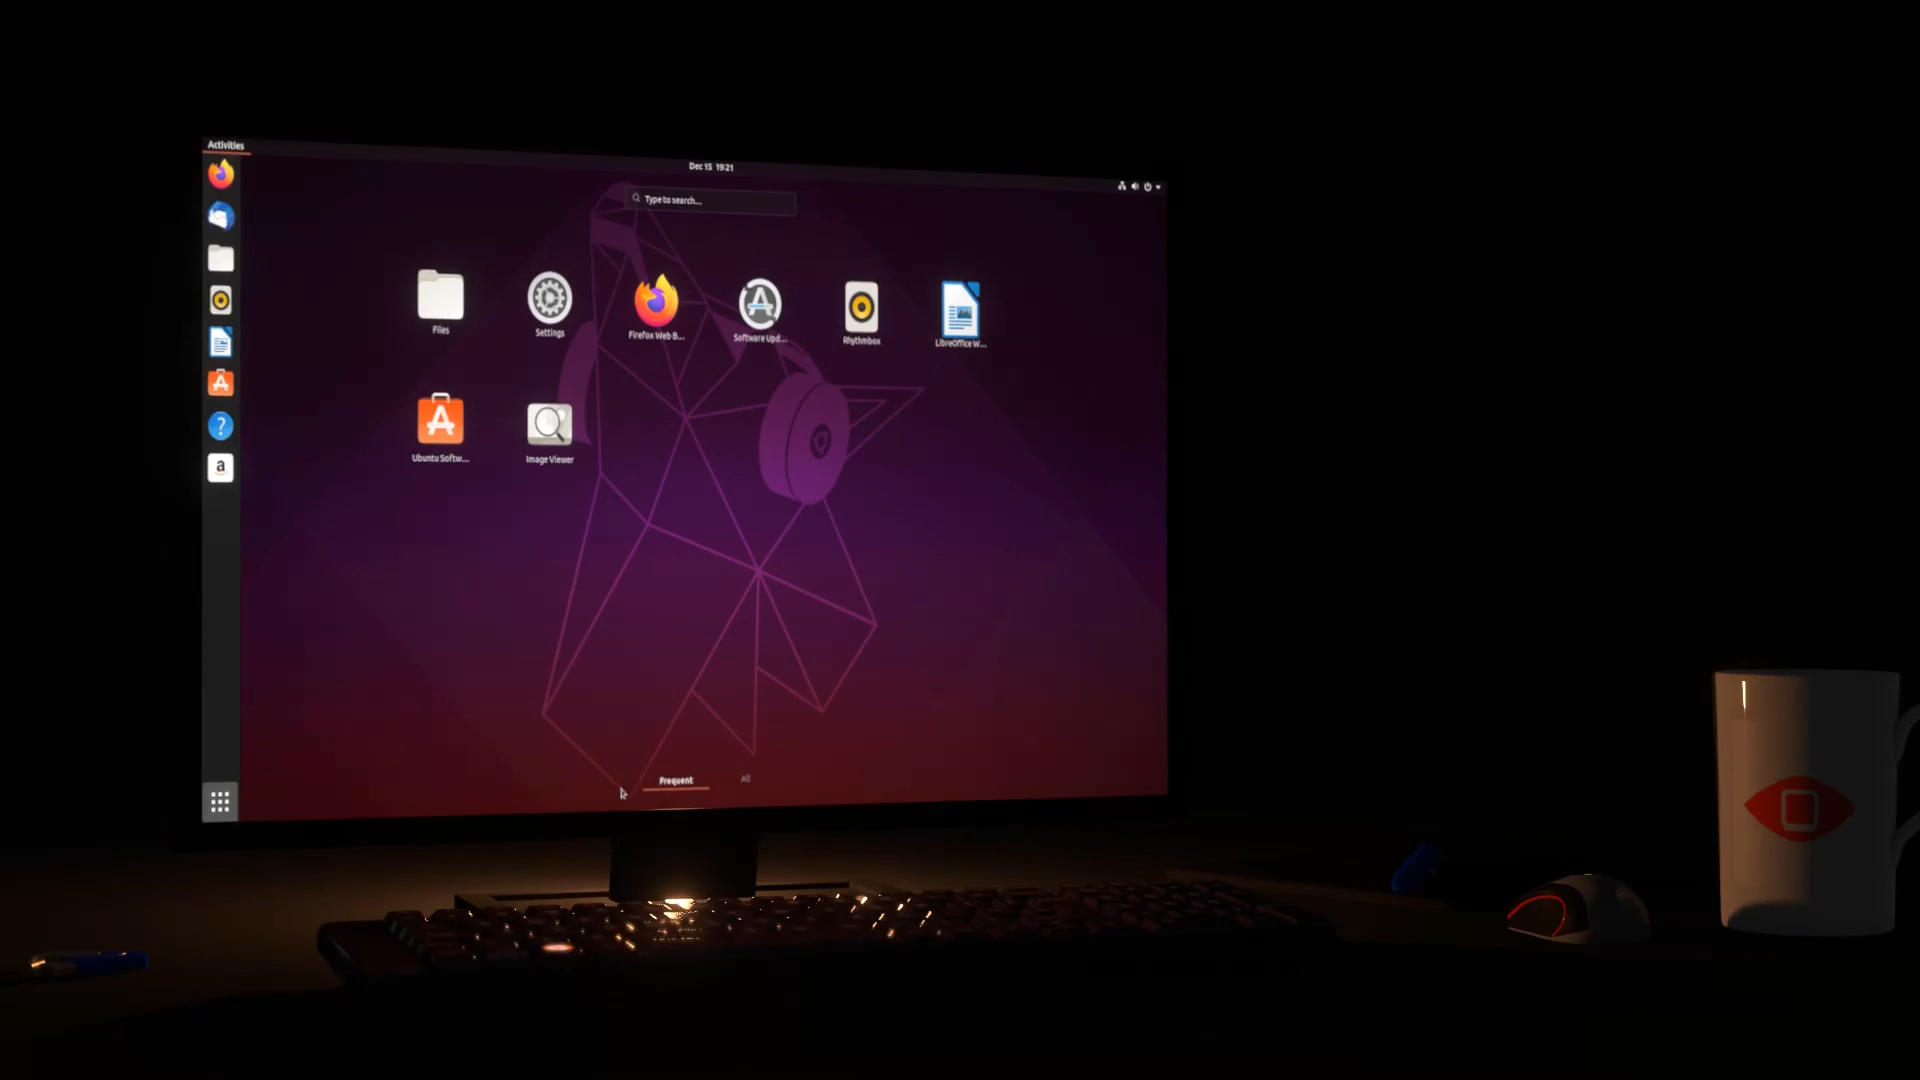 Activities
Dec 15 19:21
Type to search...
Files
Settings
Firefox Web B...
Software Upd...
Rhythmbox
LibreOffice W...
Ubuntu Softw...
Image Viewer
Frequent
All